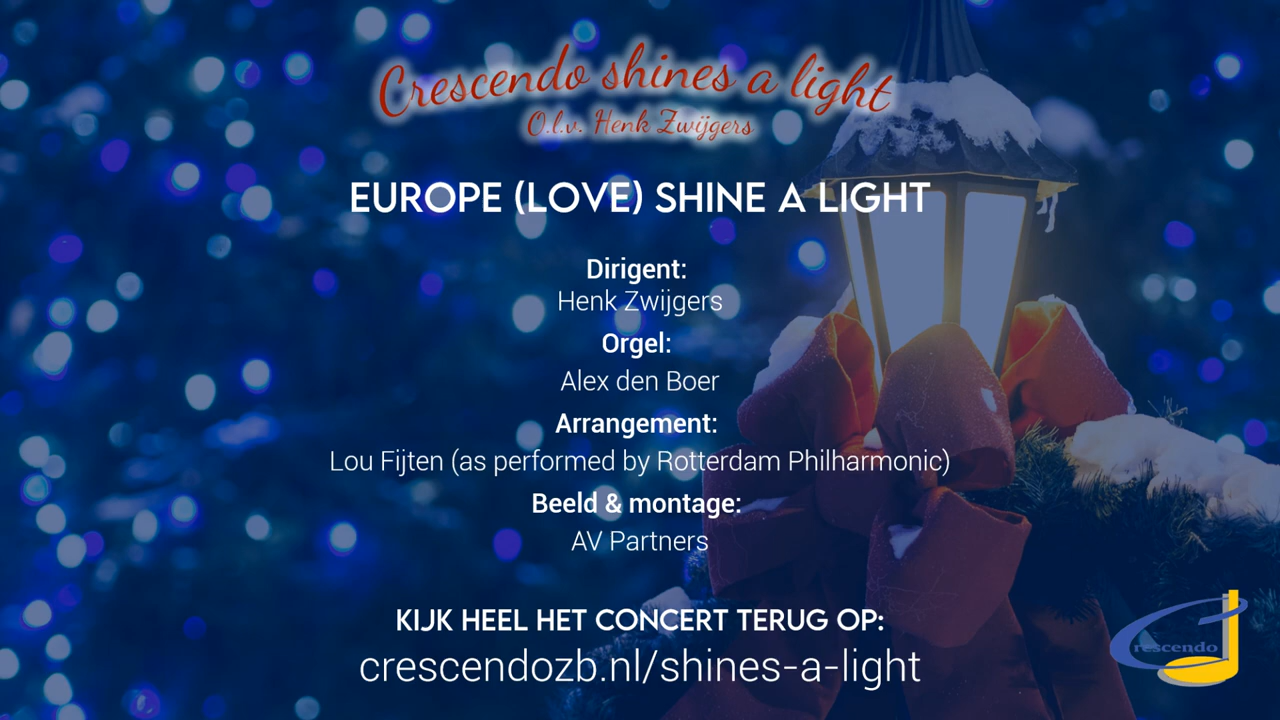 Crescendo shines a light
O.l.v. Henk Zwijgers
EUROPE (LOVE) SHINE A LIGHT
Dirigent:
Henk Zwijgers
Orgel:
Alex den Boer
Arrangement:
Lou Fijten (as performed by Rotterdam Philharmonic)
Beeld & montage:
AV Partners
KIJK HEEL HET CONCERT TERUG OP:
crescendozb.nl/shines-a-light
Crescendo